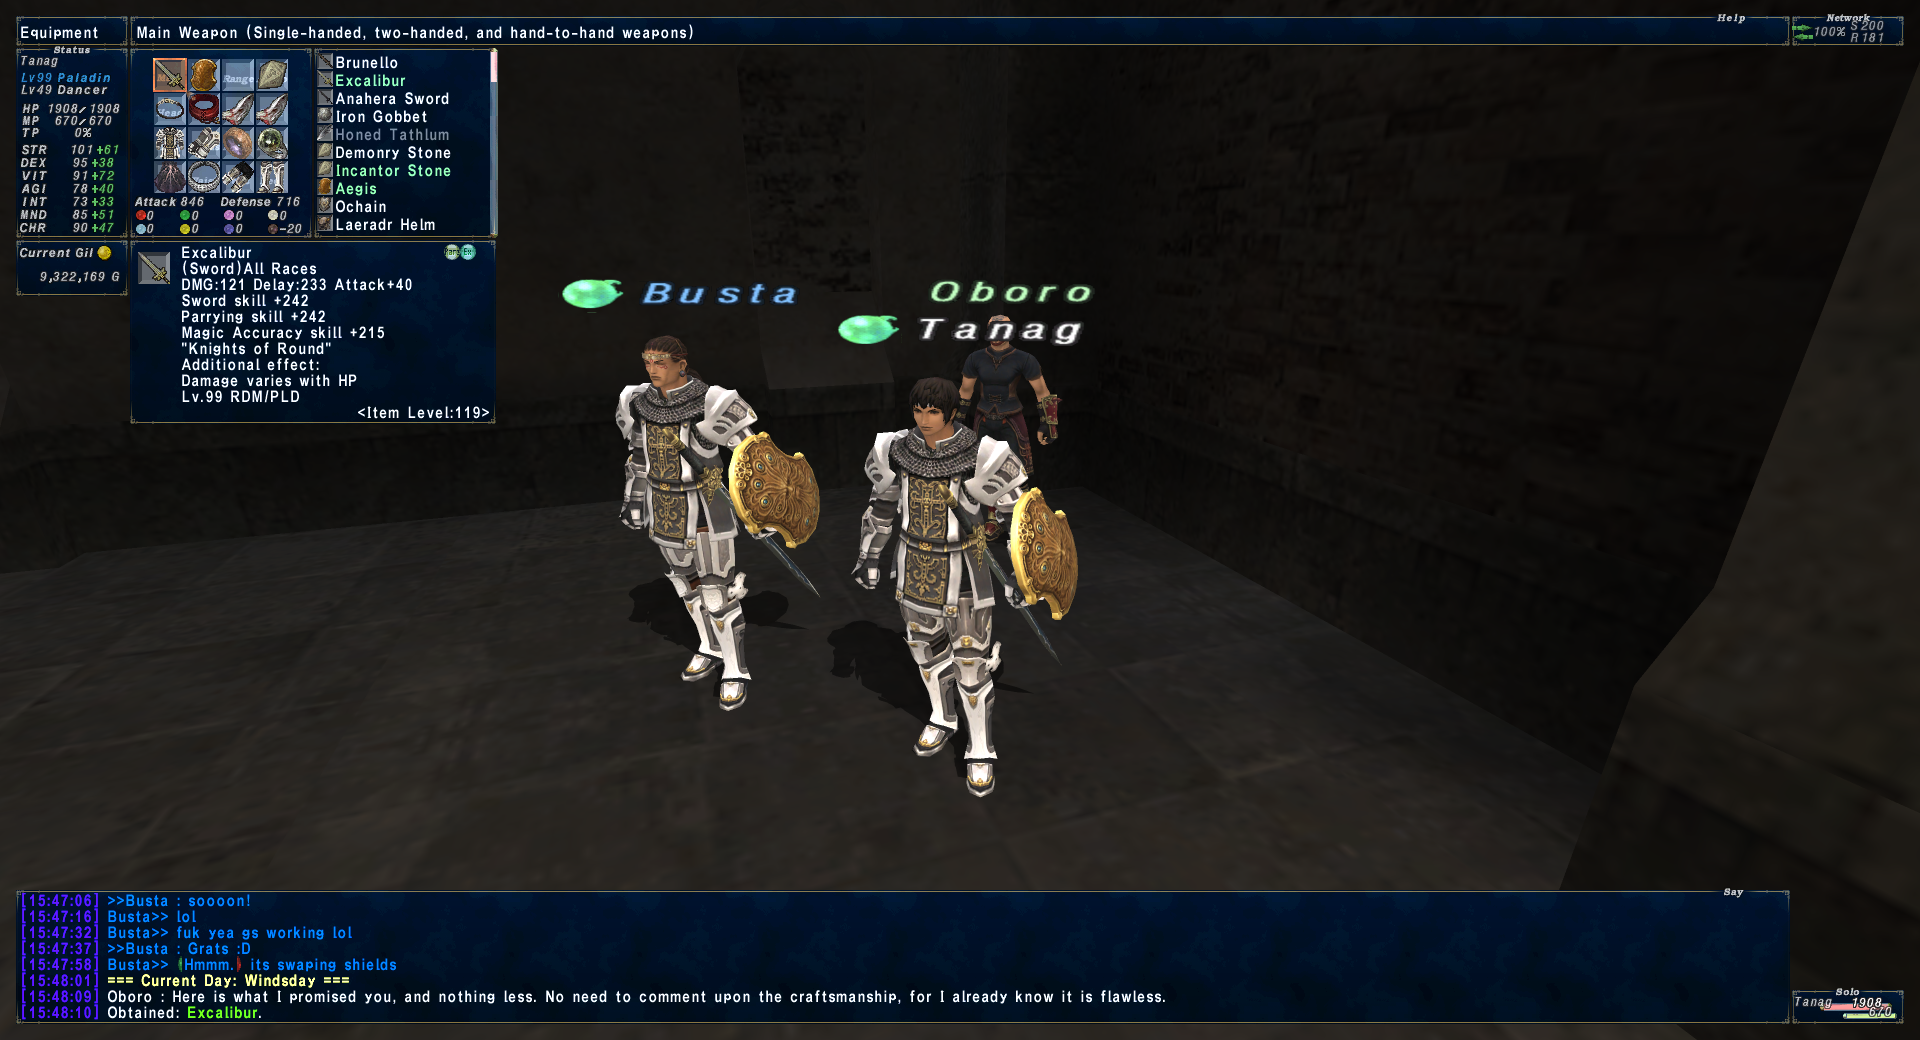 Equipment
Main Weapon (Single-handed, two-handed, and hand-to-hand weapons)
Help
Network
100% S 200
R 181
Status
Tanag
Lv99 Paladin
Lv49 Dancer
HP 1908/1908
MP 670/670
TP 0%
STR 101+61
DEX 95+38
VIT 91+72
AGI 78+40
INT 73+33
MND 85+51
CHR 90+47
Range
Attack 846 Defense 716
0 0 0 0
0 0 0 -20
Brunello
Excalibur
Anahera Sword
Iron Gobbet
Honed Tathlum
Demonry Stone
Incantor Stone
Aegis
Ochain
Laeradr Helm
Current Gil
9,322,169 G
Excalibur
(Sword)All Races
DMG:121 Delay:233 Attack+40
Sword skill +242
Parrying skill +242
Magic Accuracy skill +215
"Knights of Round"
Additional effect:
Damage varies with HP
Lv.99 RDM/PLD
<Item Level:119>
Busta
Oboro
Tanag
Say
[15:47:06] >>Busta : soooon!
[15:47:16] Busta>> lol
[15:47:32] Busta>> fuk yea gs working lol
[15:47:37] >>Busta : Grats :D
[15:47:58] Busta>> (Hmmm.) its swaping shields
[15:48:01] === Current Day: Windsday ===
[15:48:09] Oboro : Here is what I promised you, and nothing less. No need to comment upon the craftsmanship, for I already know it is flawless.
[15:48:10] Obtained: Excalibur.
Solo
Tanag 1908
670